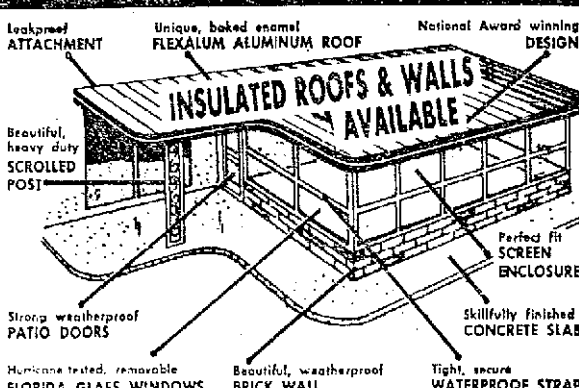 Leakproof
ATTACHMENT
Unique, baked enamel
FLEXALUM ALUMINUM ROOF
National Award winning
DESIGN
INSULATED ROOFS & WALLS
AVAILABLE
Beautiful,
heavy duty
SCROLLED
POST
Perfect fit
SCREEN
ENCLOSURE
Strong weatherproof
PATIO DOORS
Skillfully finished
CONCRETE SLAB
Hurricane tested, removable
FLORIDA GLASS WINDOWS
Beautiful, weatherproof
BRICK WALL
Tight, secure
WATERPROOF STRAP